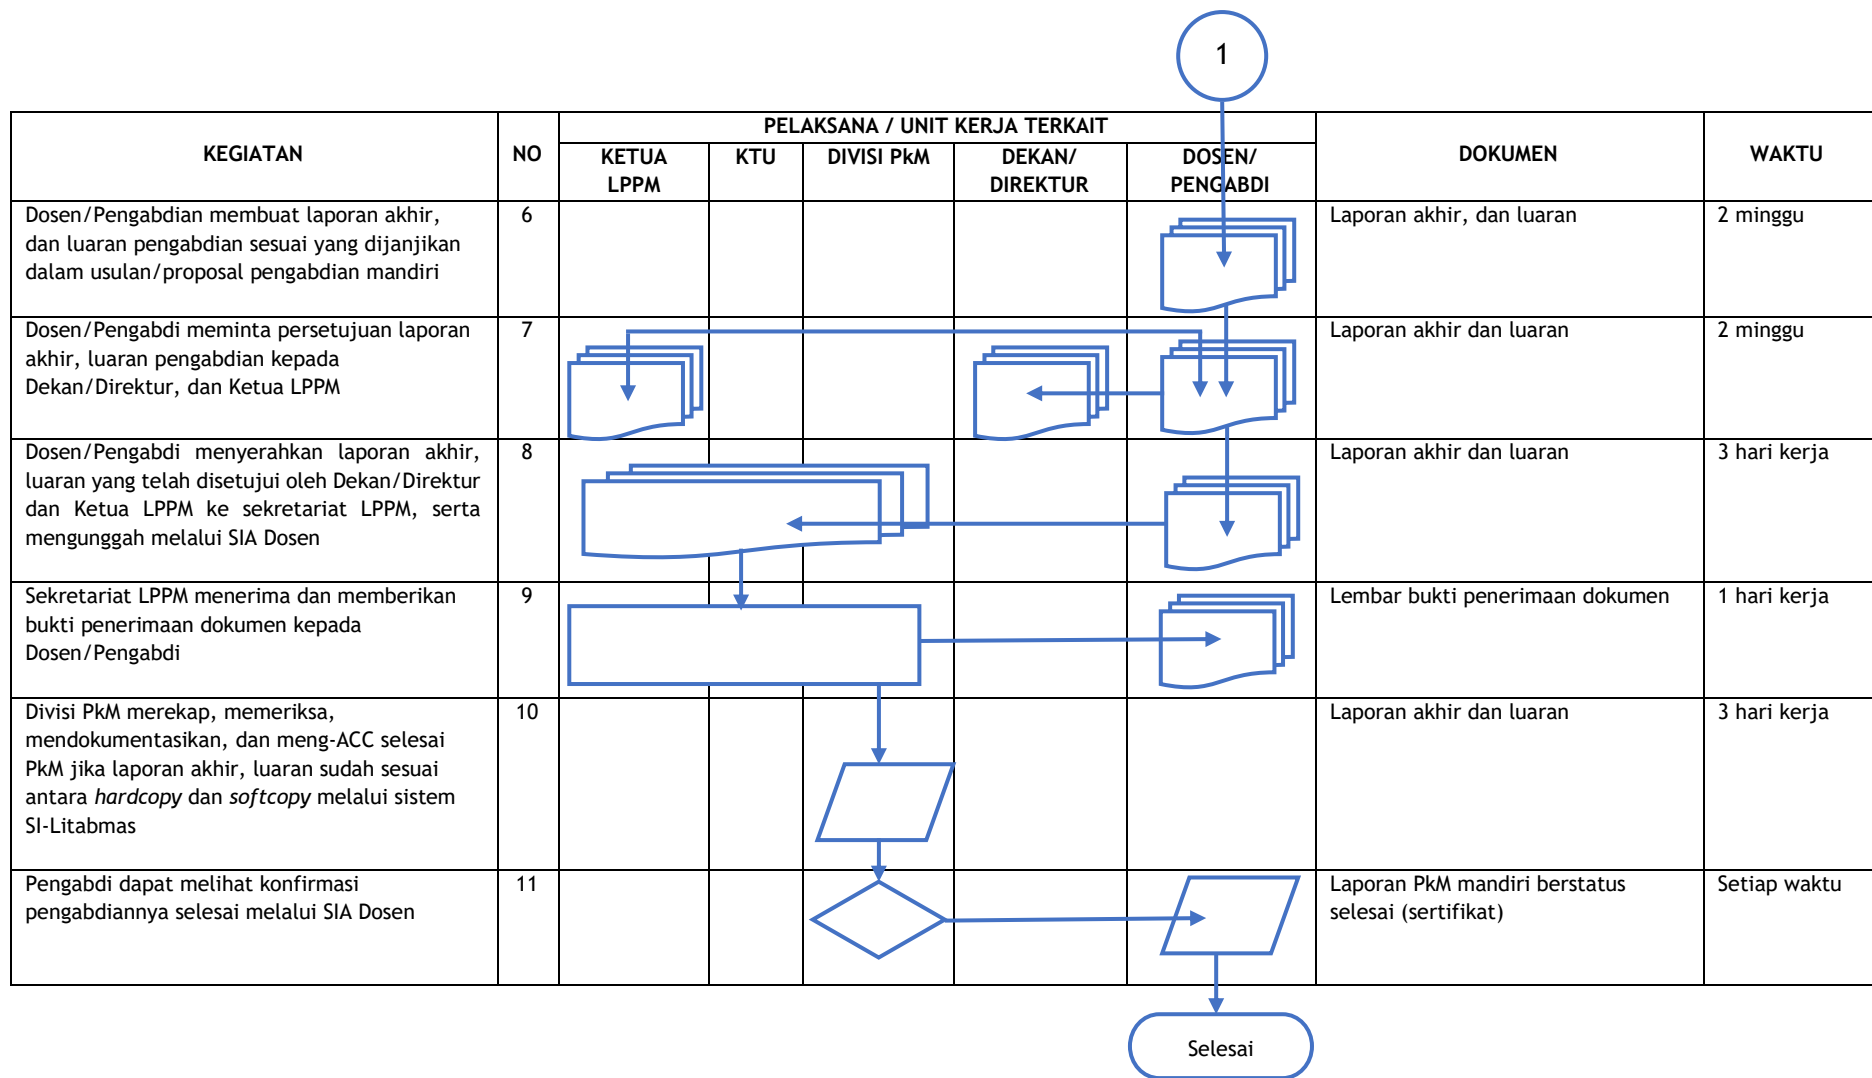 1
PELAKSANA / UNIT KERJA TERKAIT
KEGIATAN
NO
KETUA
LPPM
KTU
DIVISI PkM
DEKAN/
DIREKTUR
DOSEN/
PENGABDI
DOKUMEN
WAKTU
Dosen/Pengabdian membuat laporan akhir,
dan luaran pengabdian sesuai yang dijanjikan
dalam usulan/proposal pengabdian mandiri
6
Laporan akhir, dan luaran
2 minggu
Dosen/Pengabdi meminta persetujuan laporan
akhir, luaran pengabdian kepada
Dekan/Direktur, dan Ketua LPPM
7
Laporan akhir dan luaran
2 minggu
Dosen/Pengabdi menyerahkan laporan akhir,
luaran yang telah disetujui oleh Dekan/Direktur
dan Ketua LPPM ke sekretariat LPPM, serta
mengunggah melalui SIA Dosen
8
Laporan akhir dan luaran
3 hari kerja
Sekretariat LPPM menerima dan memberikan
bukti penerimaan dokumen kepada
Dosen/Pengabdi
9
Lembar bukti penerimaan dokumen
1 hari kerja
Divisi PkM merekap, memeriksa,
mendokumentasikan, dan meng-ACC selesai
PkM jika laporan akhir, luaran sudah sesuai
antara hardcopy dan softcopy melalui sistem
SI-Litabmas
10
Laporan akhir dan luaran
3 hari kerja
Pengabdi dapat melihat konfirmasi
pengabdiannya selesai melalui SIA Dosen
11
Laporan PkM mandiri berstatus
selesai (sertifikat)
Setiap waktu
Selesai